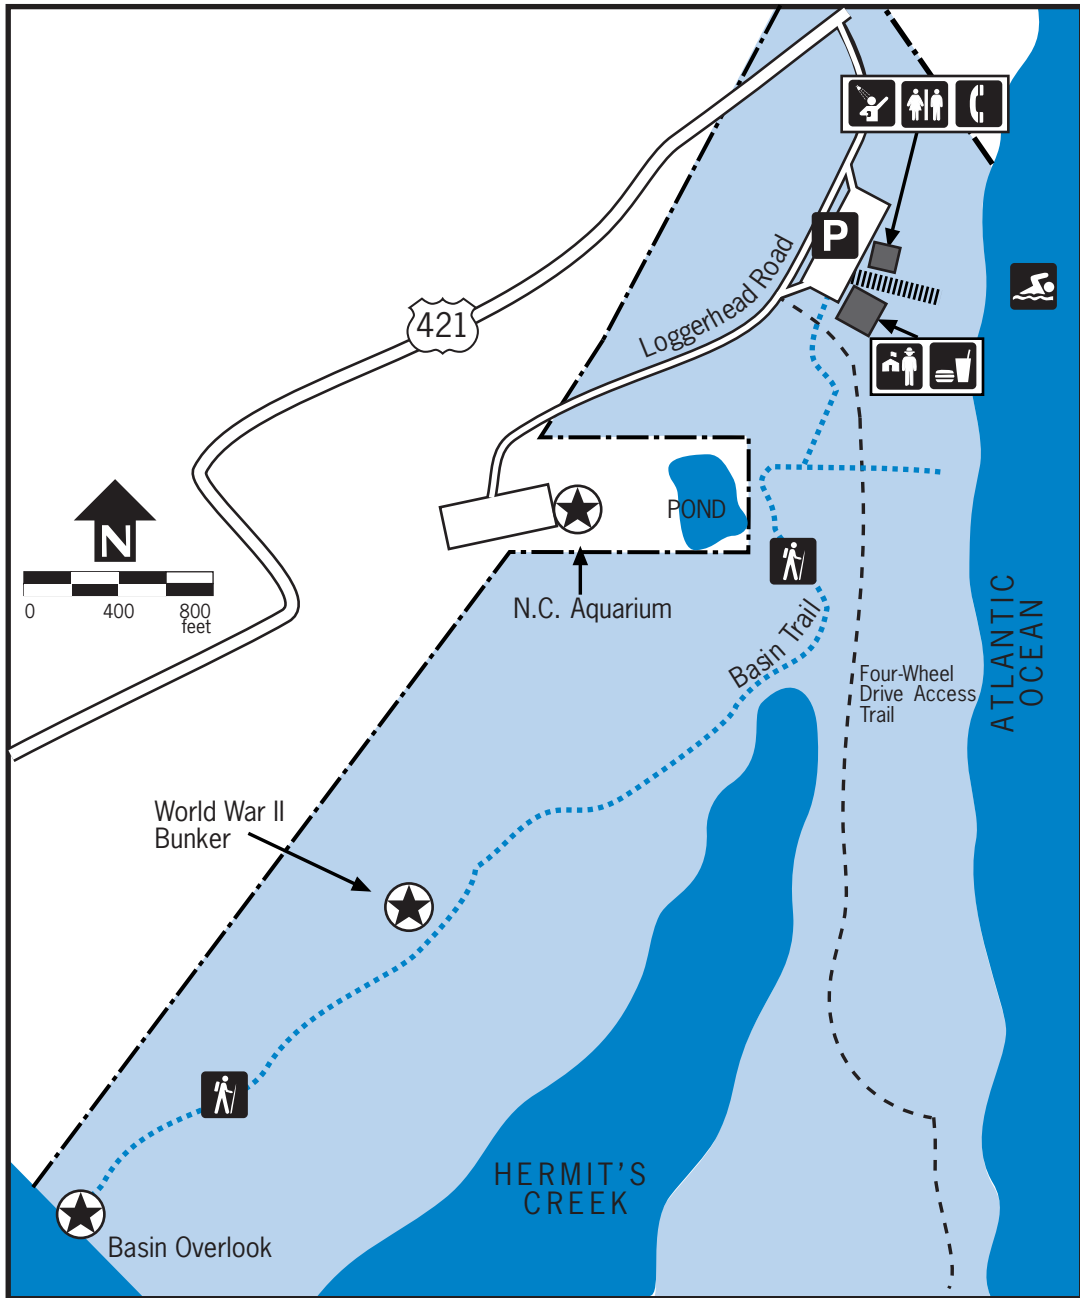 P
Loggerhead Road
421
POND
N
0 400 800
feet
N.C. Aquarium
Basin Trail
Four-Wheel
Drive Access
Trail
ATLANTIC
OCEAN
World War II
Bunker
HERMIT'S
CREEK
Basin Overlook